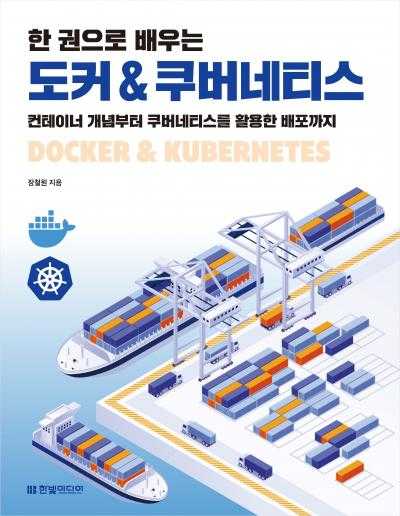 한 권으로 배우는
도커 & 쿠버네티스
컨테이너 개념부터 쿠버네티스를 활용한 배포까지
DOCKER & KUBERNETES
장철원 지음
한빛미디어